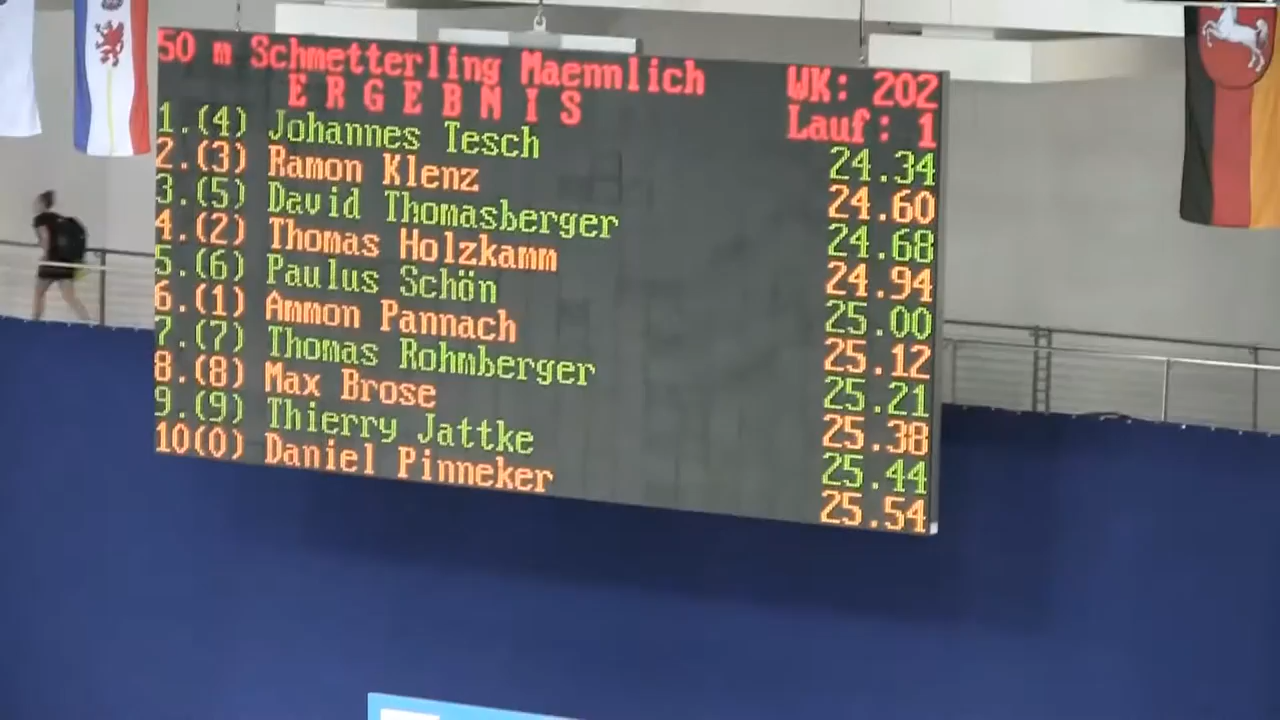 50 m Schmetterling Maennlich WK: 202
E R G E B N I S Lauf: 1
1.(4) Johannes Tesch 24.34
2.(3) Ramon Klenz 24.60
3.(5) David Thomasberger 24.68
4.(2) Thomas Holzkamm 24.94
5.(6) Paulus Schön 25.00
6.(1) Ammon Pannach 25.12
7.(7) Thomas Rohmberger 25.21
8.(8) Max Brose 25.38
9.(9) Thierry Jattke 25.44
10(0) Daniel Pinneker 25.54